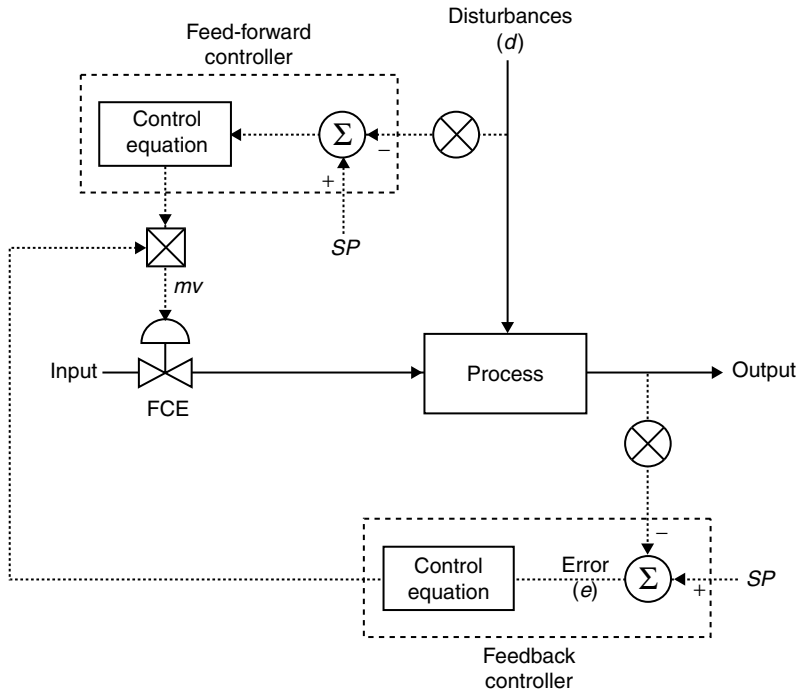 Disturbances
(d)
Feed-forward
controller
Control
equation
Σ
−
+
SP
mv
Input
FCE
Process
Output
−
Control
equation
Error
(e)
Σ
+
SP
Feedback
controller